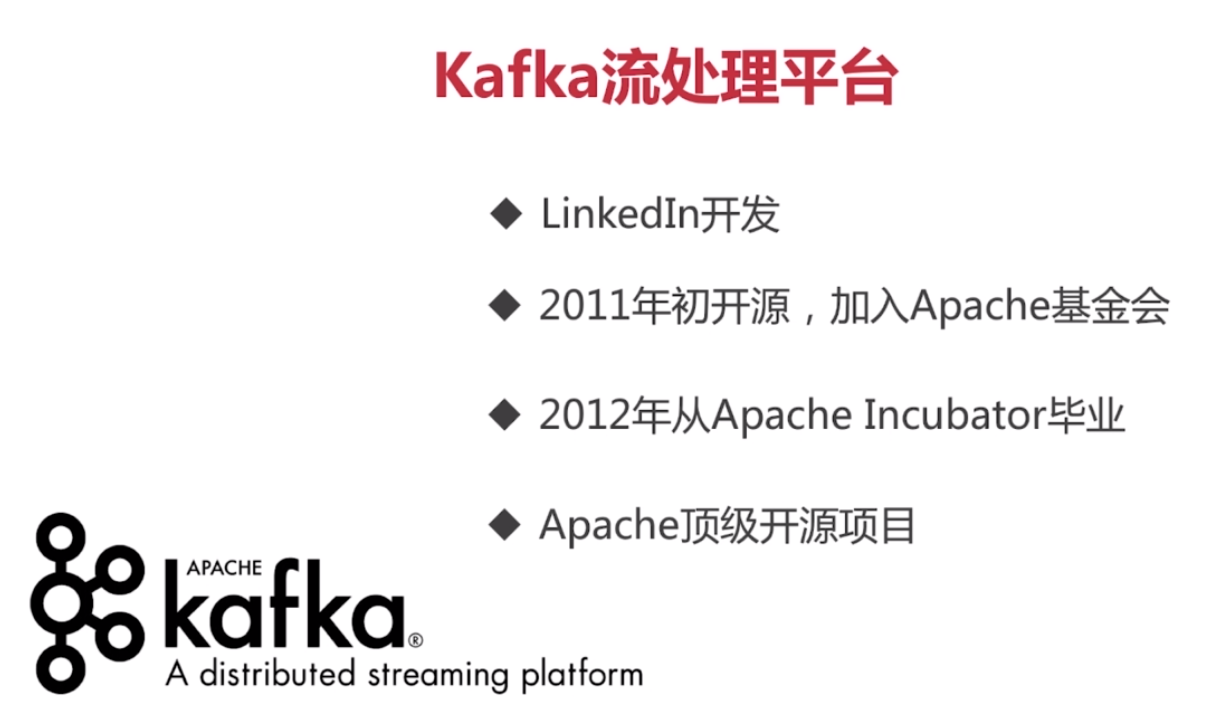 Kafka流处理平台
◆ LinkedIn开发
◆ 2011年初开源，加入Apache基金会
◆ 2012年从Apache Incubator毕业
◆ Apache顶级开源项目
APACHE
kafka®
A distributed streaming platform